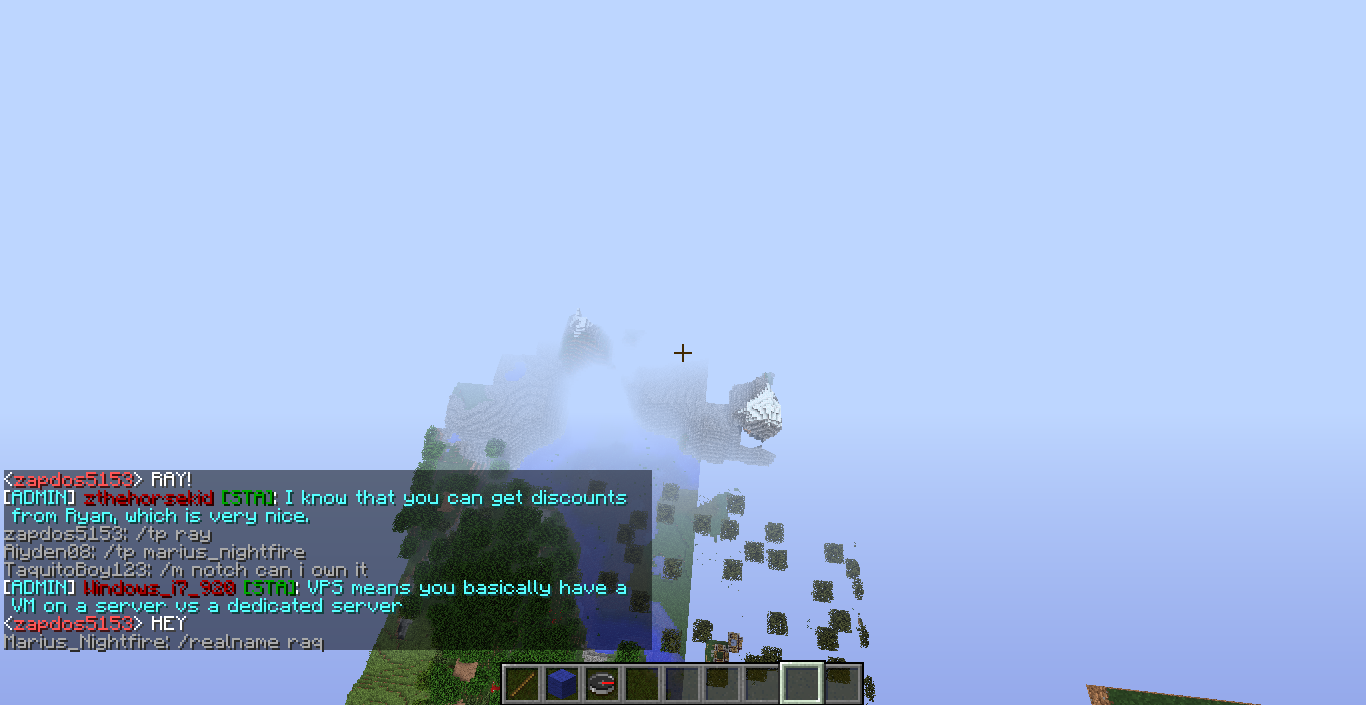 <zapdos5153> RAY!
[ADMIN] zthehorsekid [STA]: I know that you can get discounts
from Ryan, which is very nice.
zapdos5153: /tp ray
Aiyden08: /tp marius_nightfire
TaquitoBoy123: /m notch can i own it
[ADMIN] Windows_i7_920 [STA]: VPS means you basically have a
VM on a server vs a dedicated server
<zapdos5153> HEY
Marius_Nightfire: /realname raq